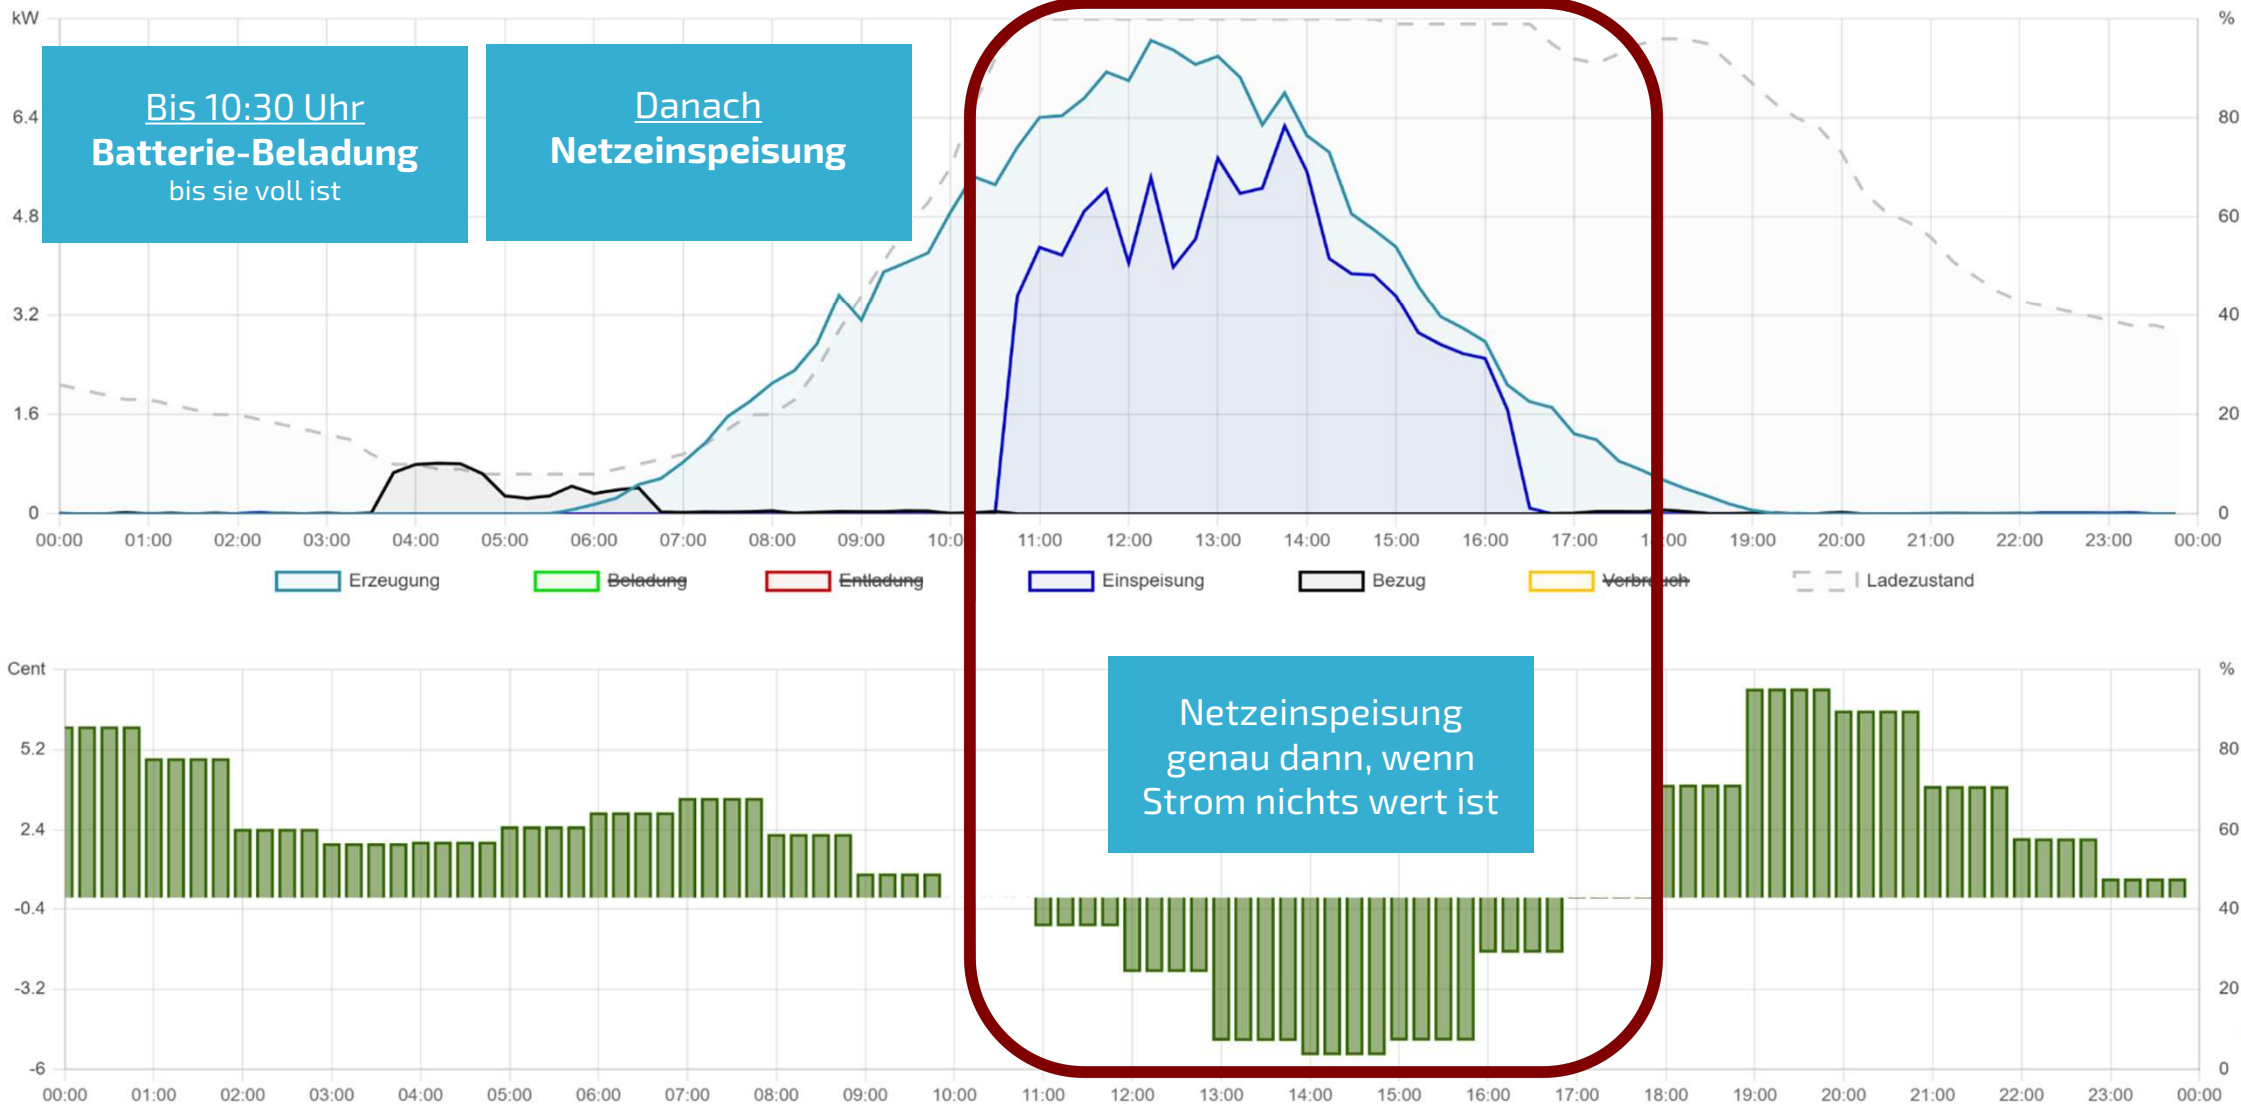 kW
%
Bis 10:30 Uhr
Batterie-Beladung
bis sie voll ist
Danach
Netzeinspeisung
6.4
80
4.8
60
3.2
40
1.6
20
0
0
00:00 01:00 02:00 03:00 04:00 05:00 06:00 07:00 08:00 09:00 10:0 11:00 12:00 13:00 14:00 15:00 16:00 17:00 18:00 19:00 20:00 21:00 22:00 23:00 00:00
Erzeugung Beladung Entladung Einspeisung Bezug Verbrauch Ladezustand
Cent
%
Netzeinspeisung
genau dann, wenn
Strom nichts wert ist
5.2
80
2.4
60
-0.4
40
-3.2
20
-6
0
00:00 01:00 02:00 03:00 04:00 05:00 06:00 07:00 08:00 09:00 10:00 11:00 12:00 13:00 14:00 15:00 16:00 17:00 18:00 19:00 20:00 21:00 22:00 23:00 00:00